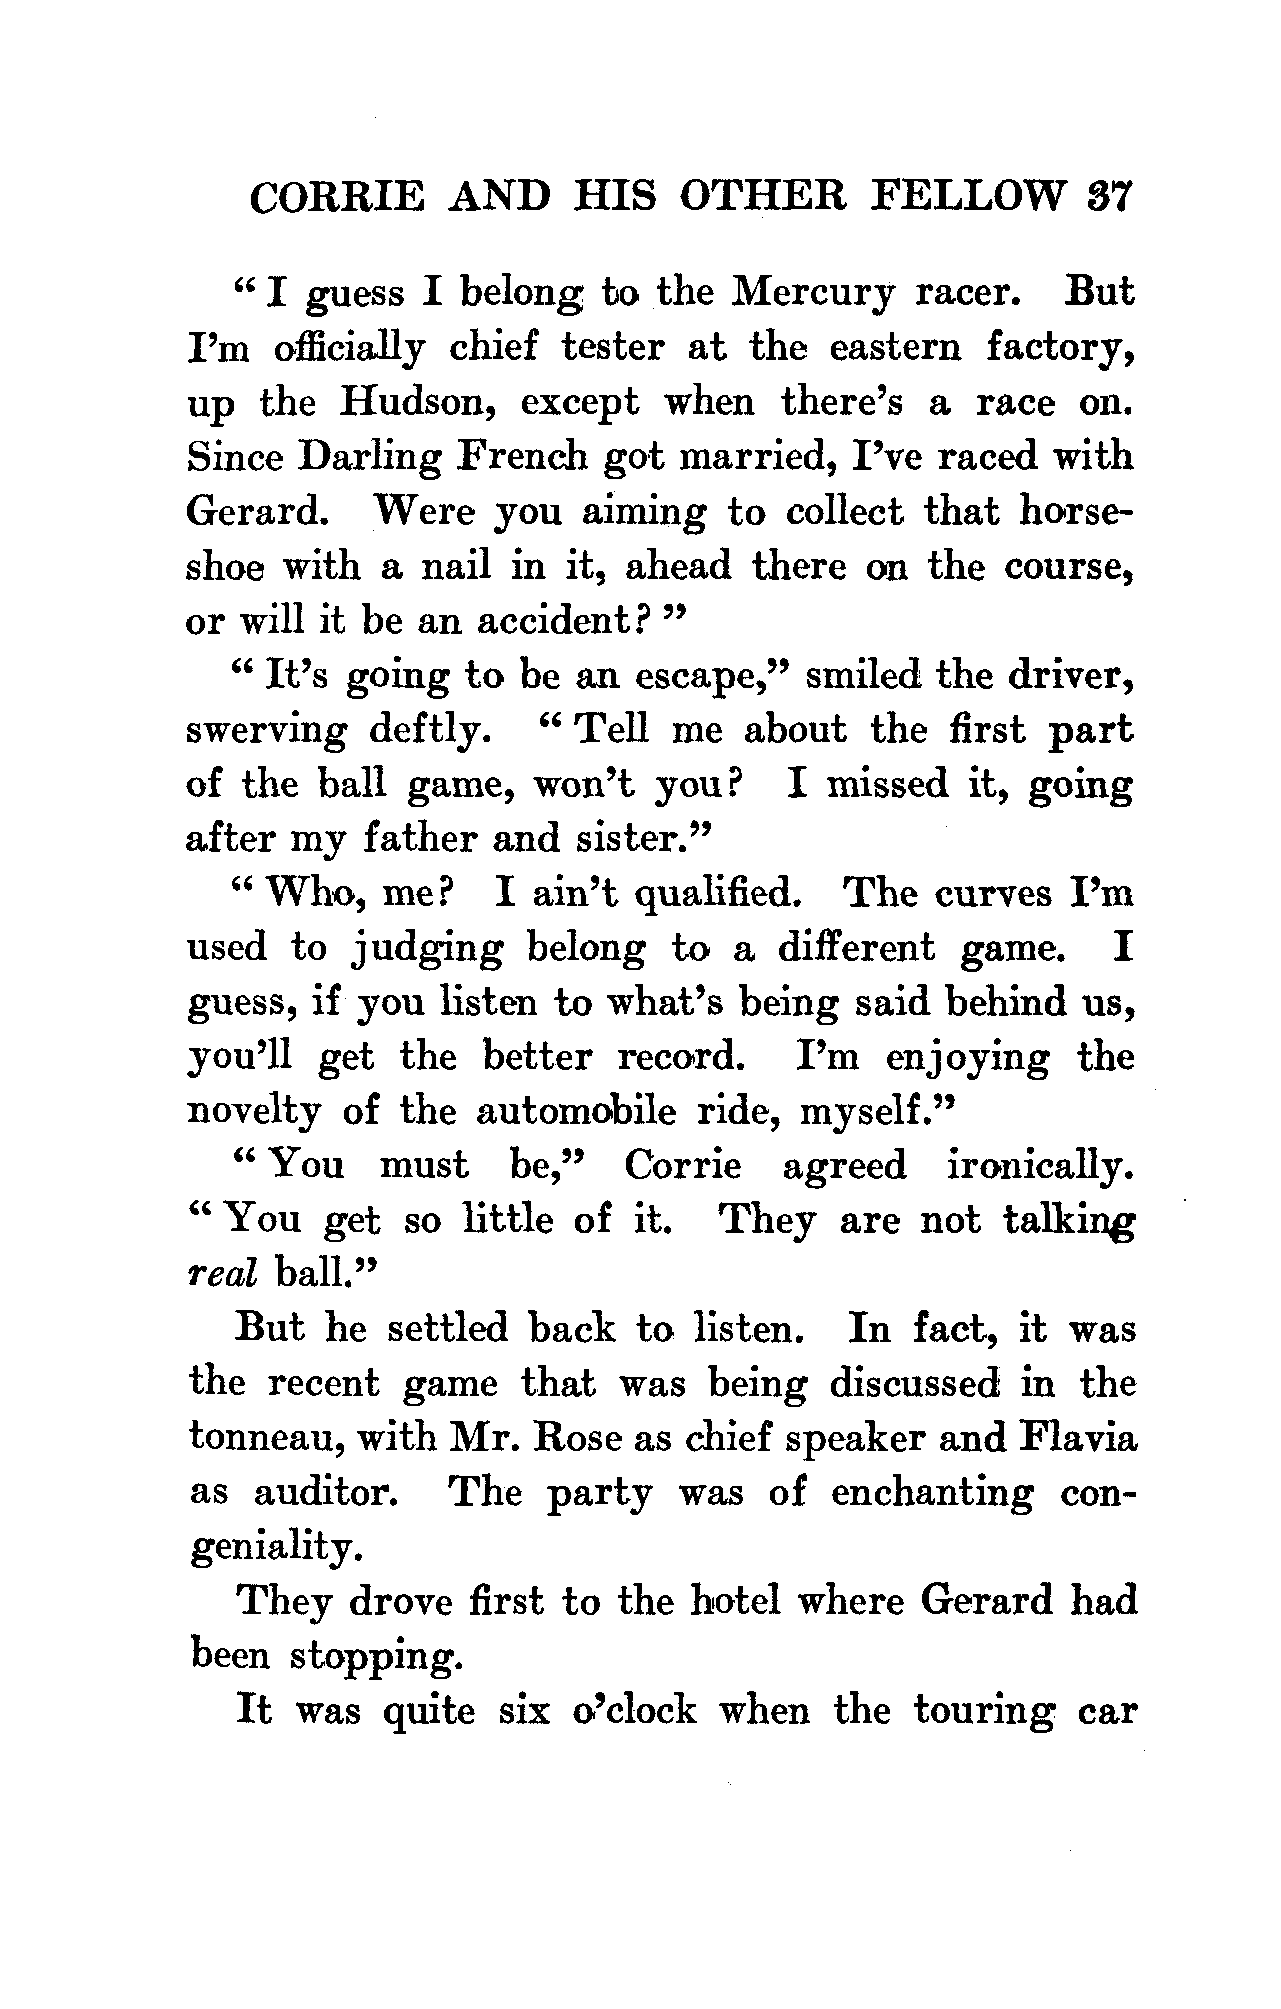 CORRIE AND HIS OTHER FELLOW 37
“ I guess I belong to the Mercury racer. But
I’m officially chief tester at the eastern factory,
up the Hudson, except when there’s a race on.
Since Darling French got married, I’ve raced with
Gerard. Were you aiming to collect that horse-
shoe with a nail in it, ahead there on the course,
or will it be an accident? ”
“ It’s going to be an escape,” smiled the driver,
swerving deftly. “ Tell me about the first part
of the ball game, won’t you? I missed it, going
after my father and sister.”
“ Who, me? I ain’t qualified. The curves I’m
used to judging belong to a different game. I
guess, if you listen to what’s being said behind us,
you’ll get the better record. I’m enjoying the
novelty of the automobile ride, myself.”
“ You must be,” Corrie agreed ironically.
“ You get so little of it. They are not talking
real ball.”
But he settled back to listen. In fact, it was
the recent game that was being discussed in the
tonneau, with Mr. Rose as chief speaker and Flavia
as auditor. The party was of enchanting con-
geniality.
They drove first to the hotel where Gerard had
been stopping.
It was quite six o’clock when the touring car